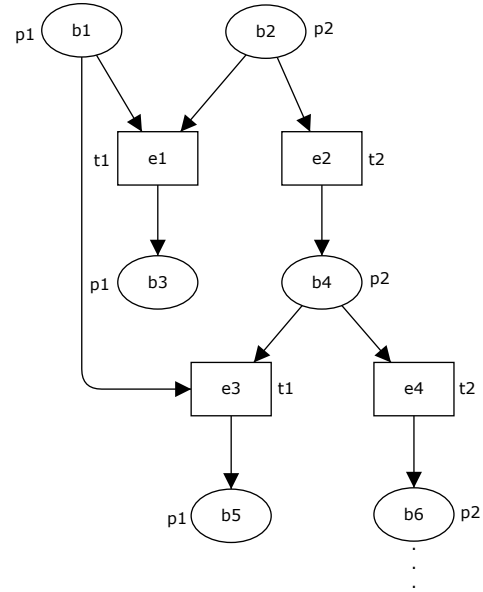 p1 b1 b2 p2
t1 e1 e2 t2
p1 b3 b4 p2
e3 t1 e4 t2
p1 b5 b6 p2
.
.
.